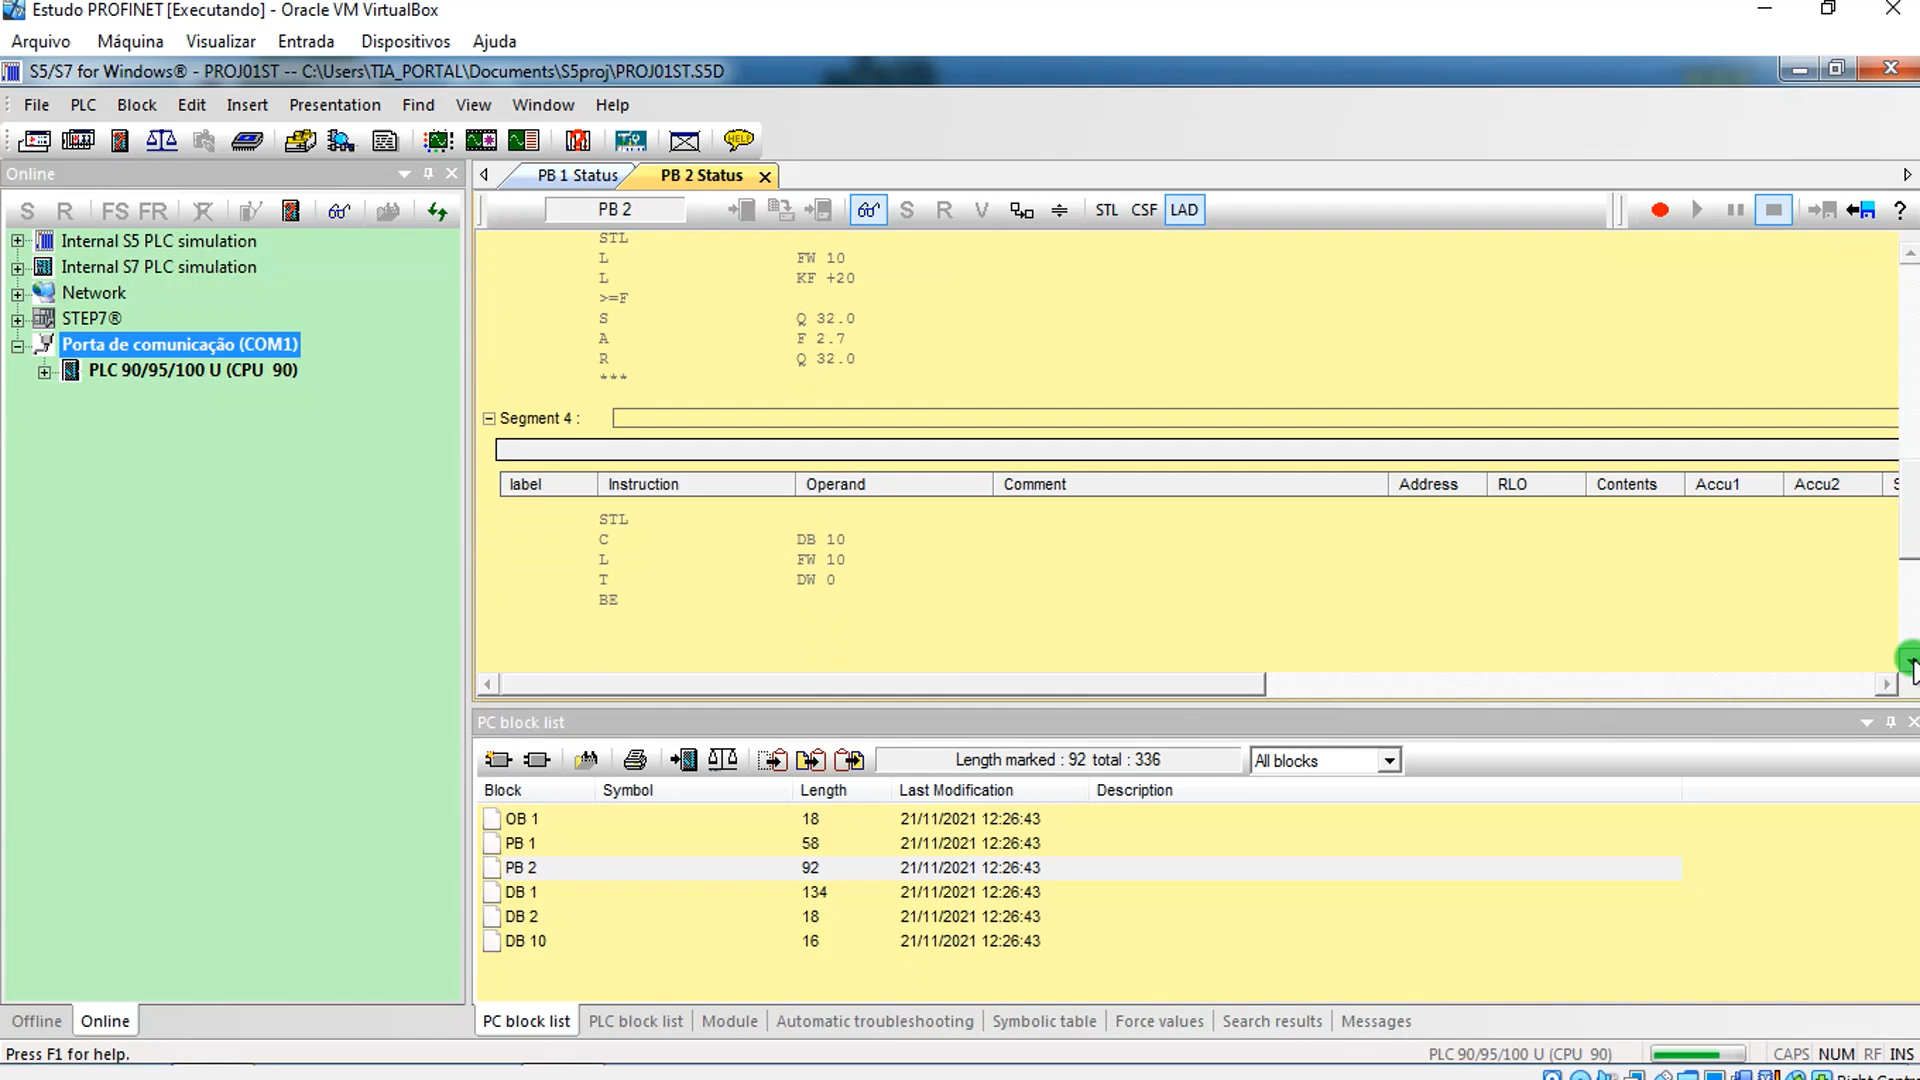 Estudo PROFINET [Executando] - Oracle VM VirtualBox
Arquivo Máquina Visualizar Entrada Dispositivos Ajuda
S5/S7 for Windows® - PROJ01ST -- C:\Users\TIA_PORTAL\Documents\S5proj\PROJ01ST.S5D
File PLC Block Edit Insert Presentation Find View Window Help
HELP
Online
PB 1 Status PB 2 Status
S R FS FR
PB 2 S R V STL CSF LAD ?
Internal S5 PLC simulation
Internal S7 PLC simulation
Network
STEP7®
Porta de comunicação (COM1)
PLC 90/95/100 U (CPU 90)
STL
L FW 10
L KF +20
>=F
S Q 32.0
A F 2.7
R Q 32.0
***
Segment 4 :
label Instruction Operand Comment Address RLO Contents Accu1 Accu2 S
STL
C DB 10
L FW 10
T DW 0
BE
PC block list
Length marked : 92 total : 336 All blocks
Block Symbol Length Last Modification Description
OB 1 18 21/11/2021 12:26:43
PB 1 58 21/11/2021 12:26:43
PB 2 92 21/11/2021 12:26:43
DB 1 134 21/11/2021 12:26:43
DB 2 18 21/11/2021 12:26:43
DB 10 16 21/11/2021 12:26:43
Offline Online
PC block list PLC block list Module Automatic troubleshooting Symbolic table Force values Search results Messages
Press F1 for help. PLC 90/95/100 U (CPU 90) CAPS NUM RF INS